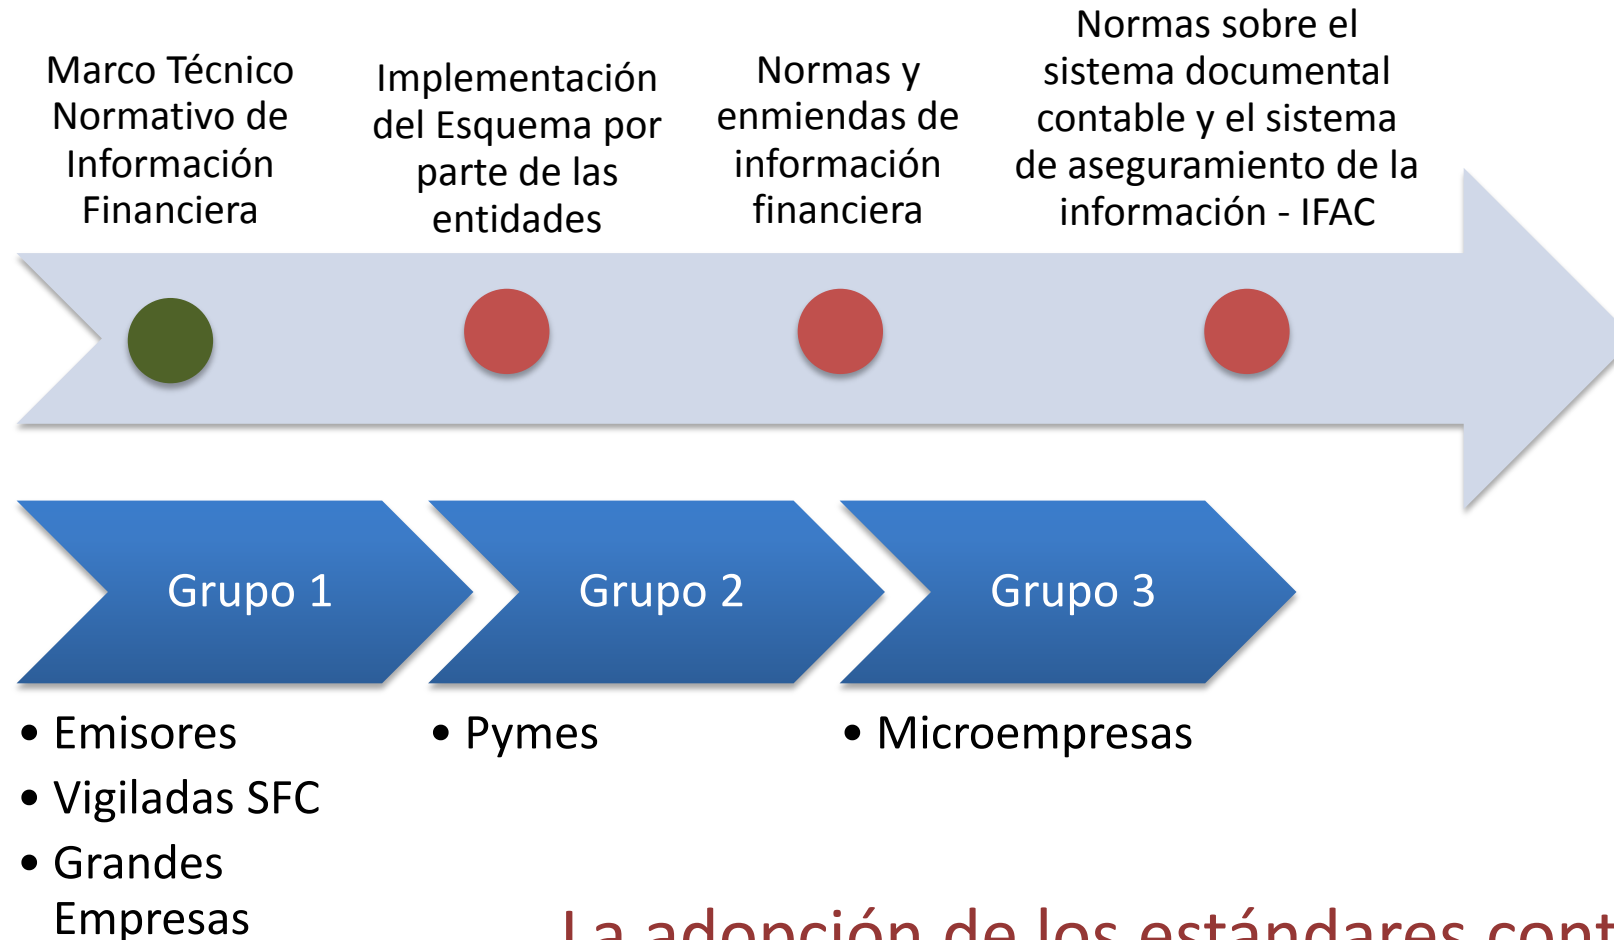 Marco Técnico
Normativo de
Información
Financiera
Implementación
del Esquema por
parte de las
entidades
Normas y
enmiendas de
información
financiera
Normas sobre el
sistema documental
contable y el sistema
de aseguramiento de la
información - IFAC
Grupo 1
Grupo 2
Grupo 3
• Emisores
• Vigiladas SFC
• Grandes
Empresas
• Pymes
• Microempresas
La adopción de los estándares cont